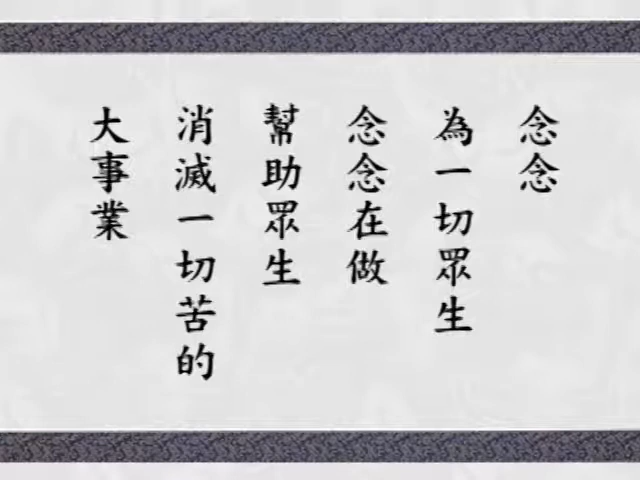 念念
為一切眾生
念念在做
幫助眾生
消滅一切苦的
大事業